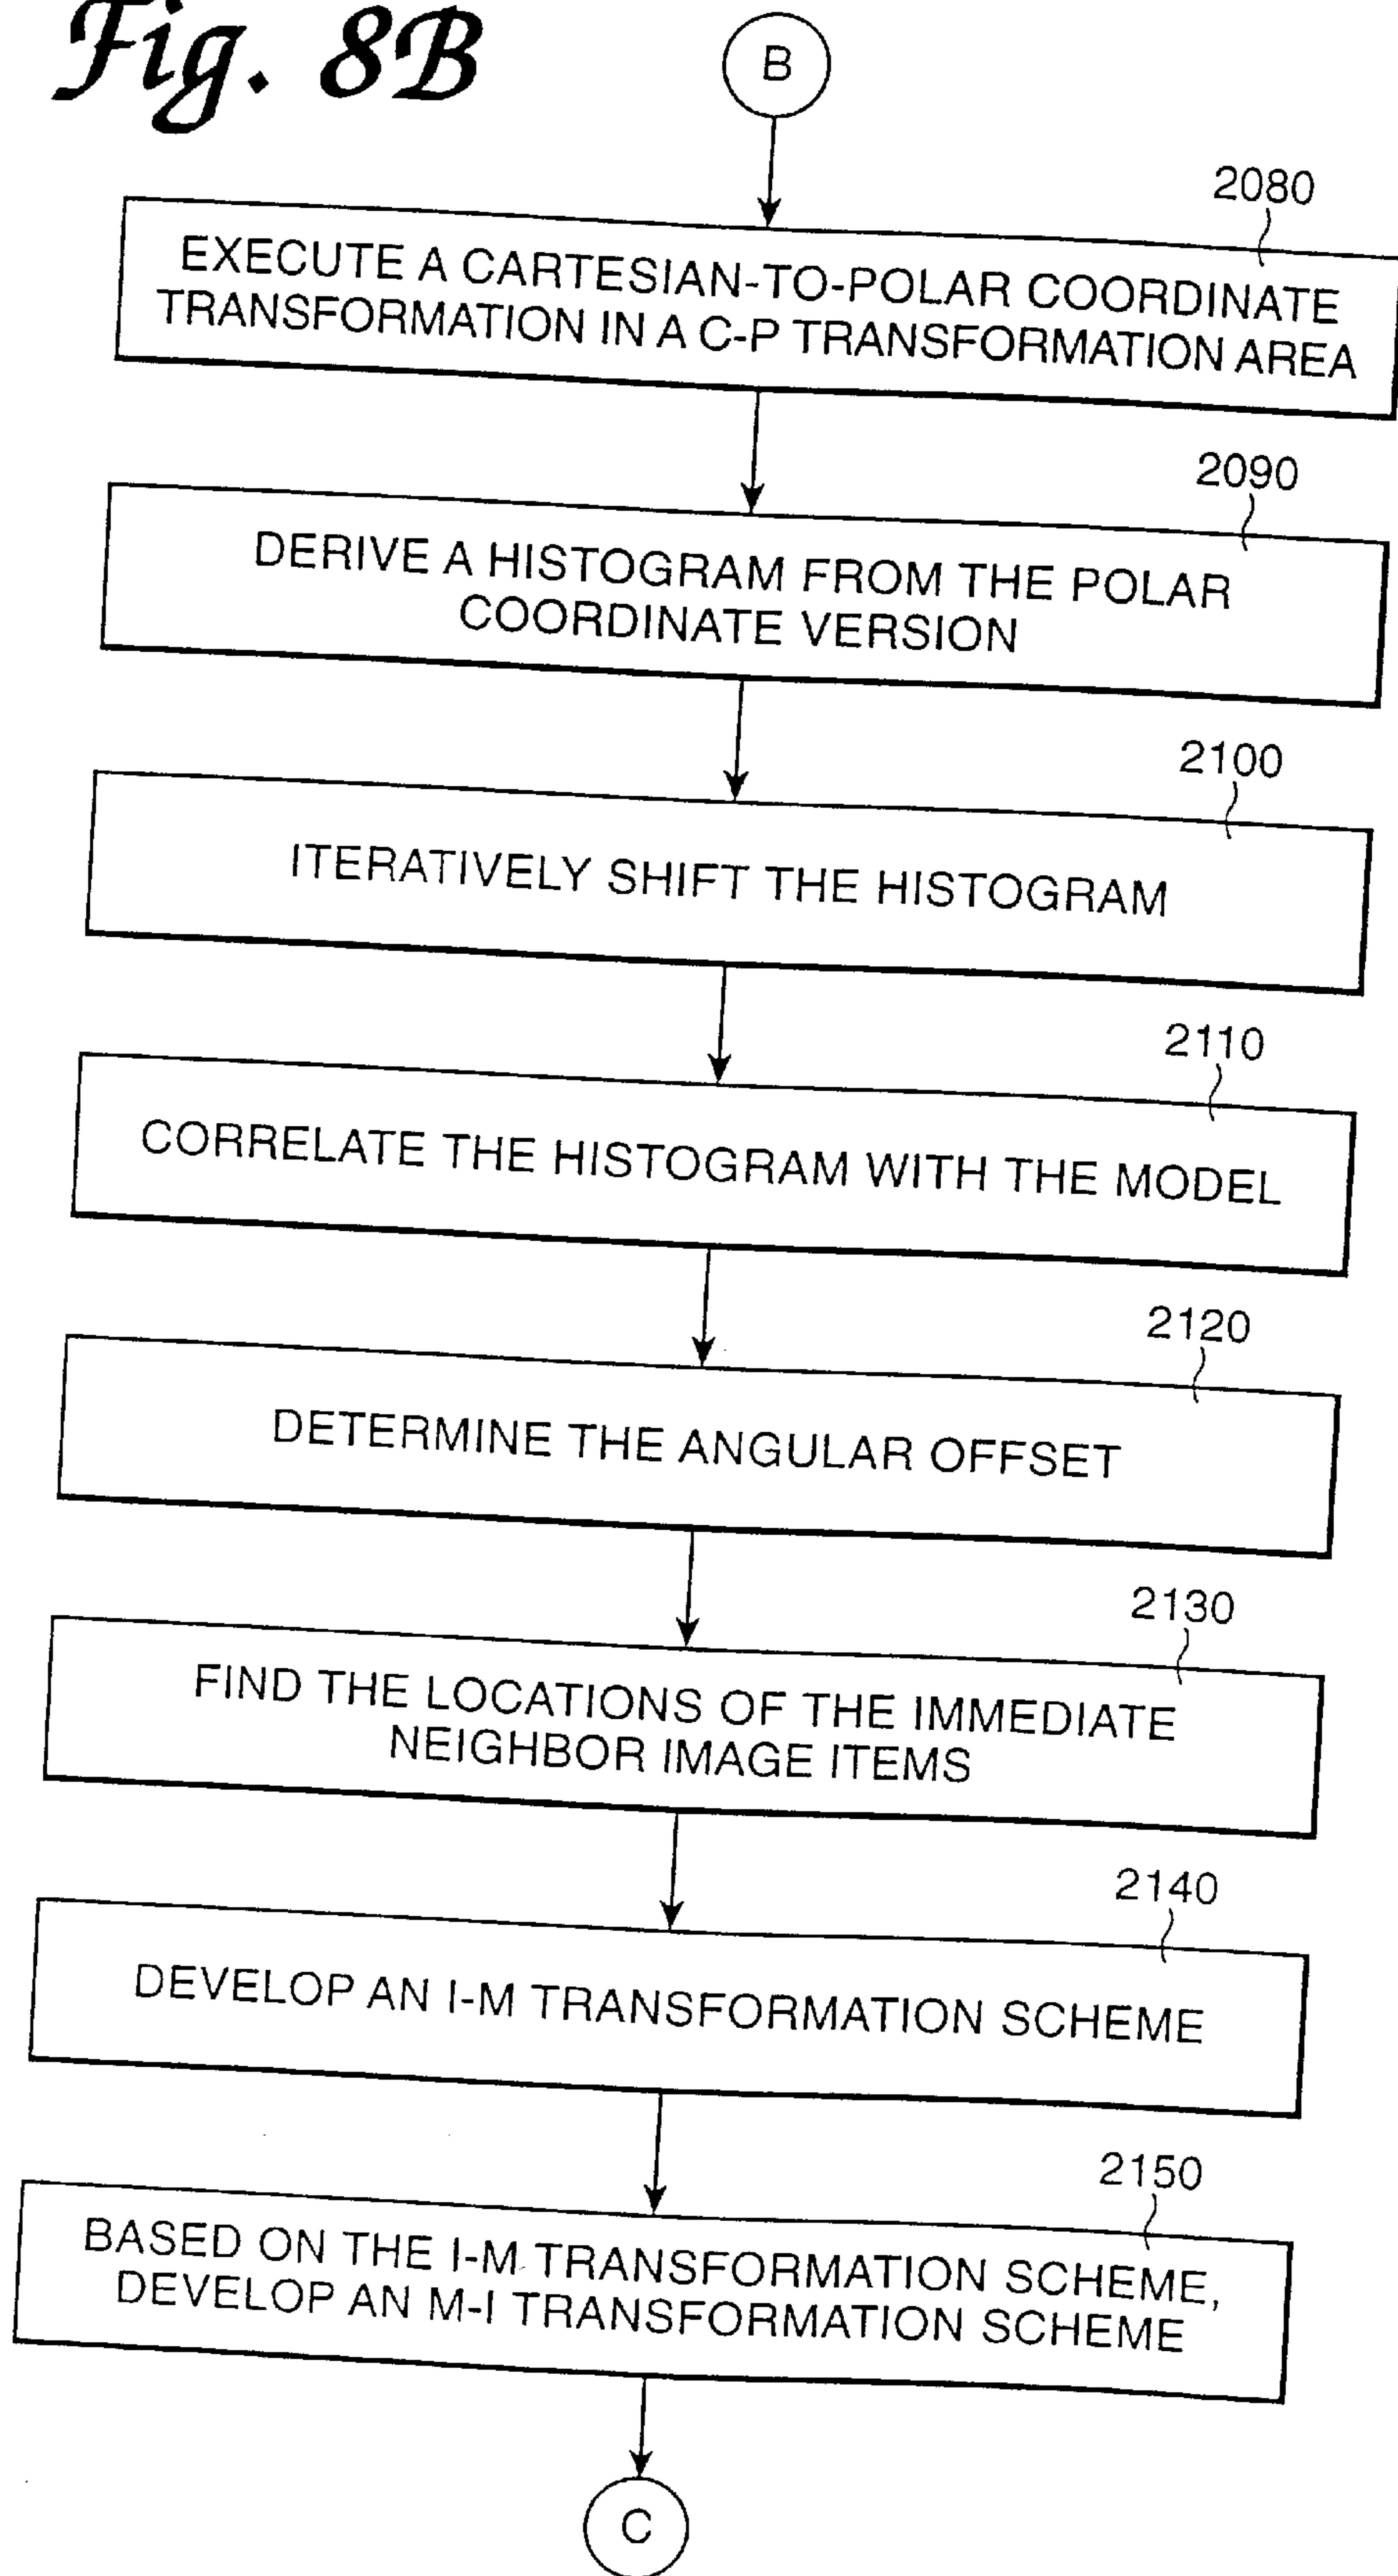 Fig. 8B
B
2080
EXECUTE A CARTESIAN-TO-POLAR COORDINATE
TRANSFORMATION IN A C-P TRANSFORMATION AREA
2090
DERIVE A HISTOGRAM FROM THE POLAR
COORDINATE VERSION
2100
ITERATIVELY SHIFT THE HISTOGRAM
2110
CORRELATE THE HISTOGRAM WITH THE MODEL
2120
DETERMINE THE ANGULAR OFFSET
2130
FIND THE LOCATIONS OF THE IMMEDIATE
NEIGHBOR IMAGE ITEMS
2140
DEVELOP AN I-M TRANSFORMATION SCHEME
2150
BASED ON THE I-M TRANSFORMATION SCHEME,
DEVELOP AN M-I TRANSFORMATION SCHEME
C